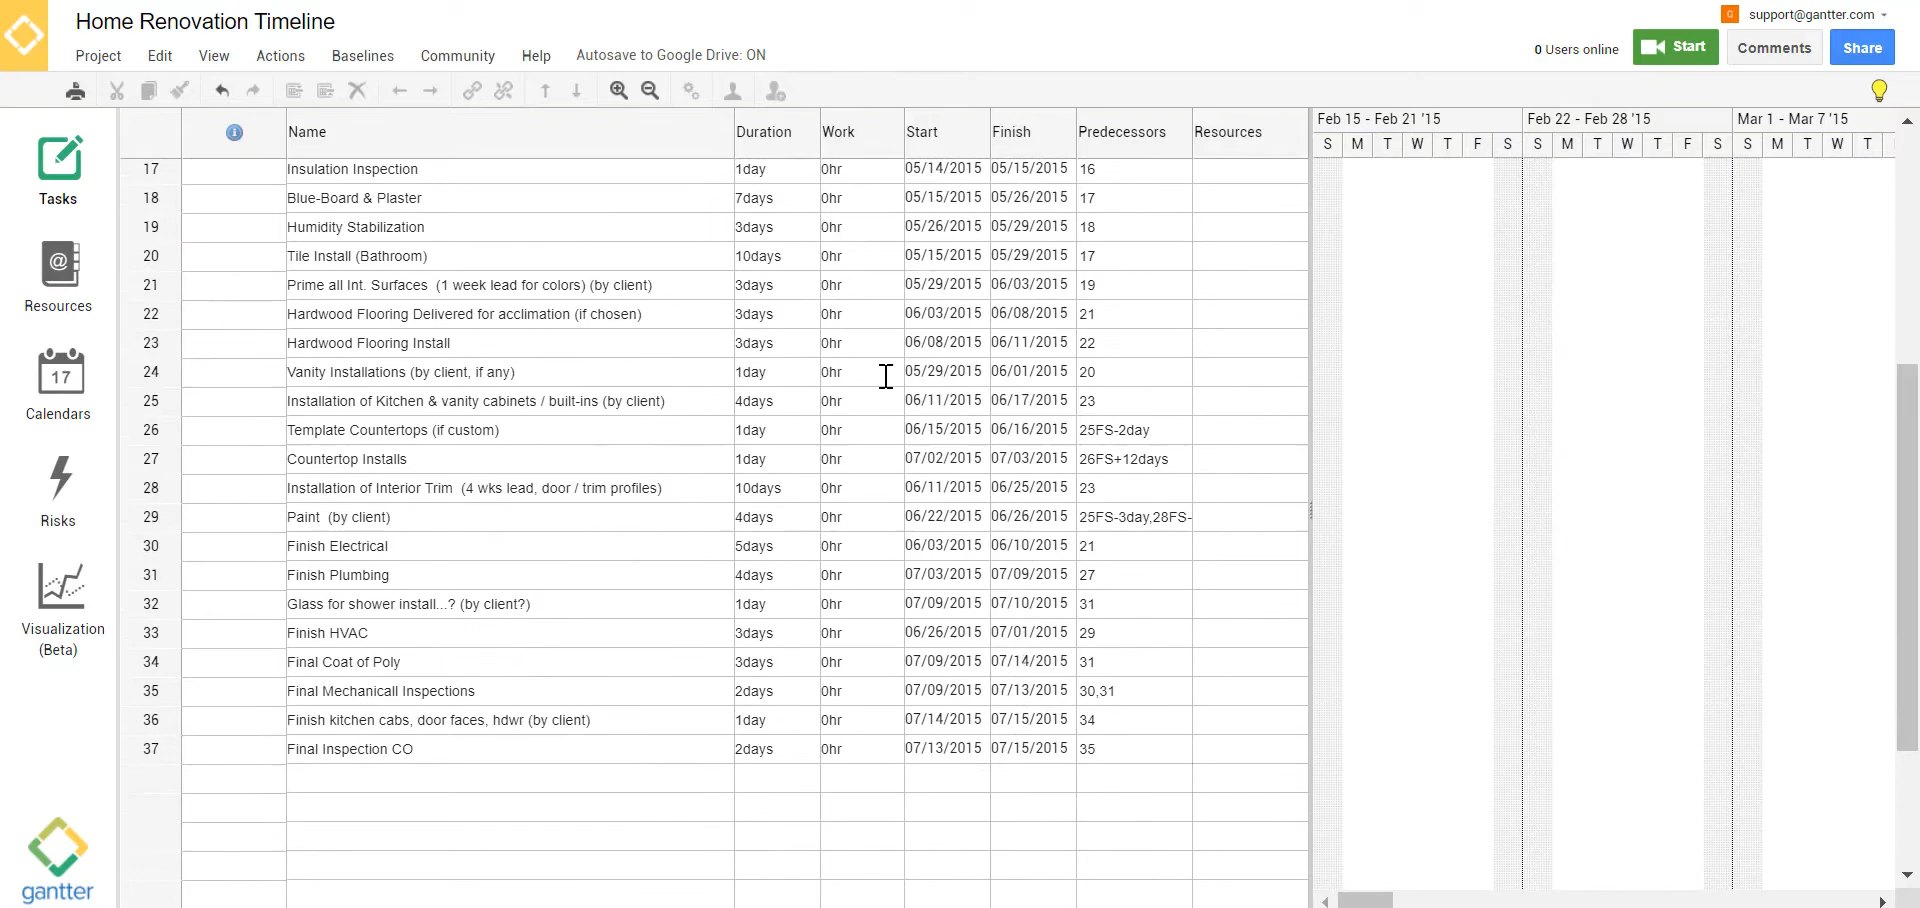 Home Renovation Timeline
0 support@gantter.com
Project Edit View Actions Baselines Community Help Autosave to Google Drive: ON
0 Users online Start Comments Share
Name Duration Work Start Finish Predecessors Resources
Feb 15 - Feb 21 '15 Feb 22 - Feb 28 '15 Mar 1 - Mar 7 '15
S M T W T F S S M T W T F S S M T W T
17 Insulation Inspection 1day 0hr 05/14/2015 05/15/2015 16
18 Blue-Board & Plaster 7days 0hr 05/15/2015 05/26/2015 17
19 Humidity Stabilization 3days 0hr 05/26/2015 05/29/2015 18
20 Tile Install (Bathroom) 10days 0hr 05/15/2015 05/29/2015 17
21 Prime all Int. Surfaces (1 week lead for colors) (by client) 3days 0hr 05/29/2015 06/03/2015 19
22 Hardwood Flooring Delivered for acclimation (if chosen) 3days 0hr 06/03/2015 06/08/2015 21
23 Hardwood Flooring Install 3days 0hr 06/08/2015 06/11/2015 22
24 Vanity Installations (by client, if any) 1day 0hr 05/29/2015 06/01/2015 20
25 Installation of Kitchen & vanity cabinets / built-ins (by client) 4days 0hr 06/11/2015 06/17/2015 23
26 Template Countertops (if custom) 1day 0hr 06/15/2015 06/16/2015 25FS-2day
27 Countertop Installs 1day 0hr 07/02/2015 07/03/2015 26FS+12days
28 Installation of Interior Trim (4 wks lead, door / trim profiles) 10days 0hr 06/11/2015 06/25/2015 23
29 Paint (by client) 4days 0hr 06/22/2015 06/26/2015 25FS-3day,28FS-
30 Finish Electrical 5days 0hr 06/03/2015 06/10/2015 21
31 Finish Plumbing 4days 0hr 07/03/2015 07/09/2015 27
32 Glass for shower install...? (by client?) 1day 0hr 07/09/2015 07/10/2015 31
33 Finish HVAC 3days 0hr 06/26/2015 07/01/2015 29
34 Final Coat of Poly 3days 0hr 07/09/2015 07/14/2015 31
35 Final Mechanicall Inspections 2days 0hr 07/09/2015 07/13/2015 30,31
36 Finish kitchen cabs, door faces, hdwr (by client) 1day 0hr 07/14/2015 07/15/2015 34
37 Final Inspection CO 2days 0hr 07/13/2015 07/15/2015 35
Tasks
@
Resources
17
Calendars
Risks
Visualization
(Beta)
gantter